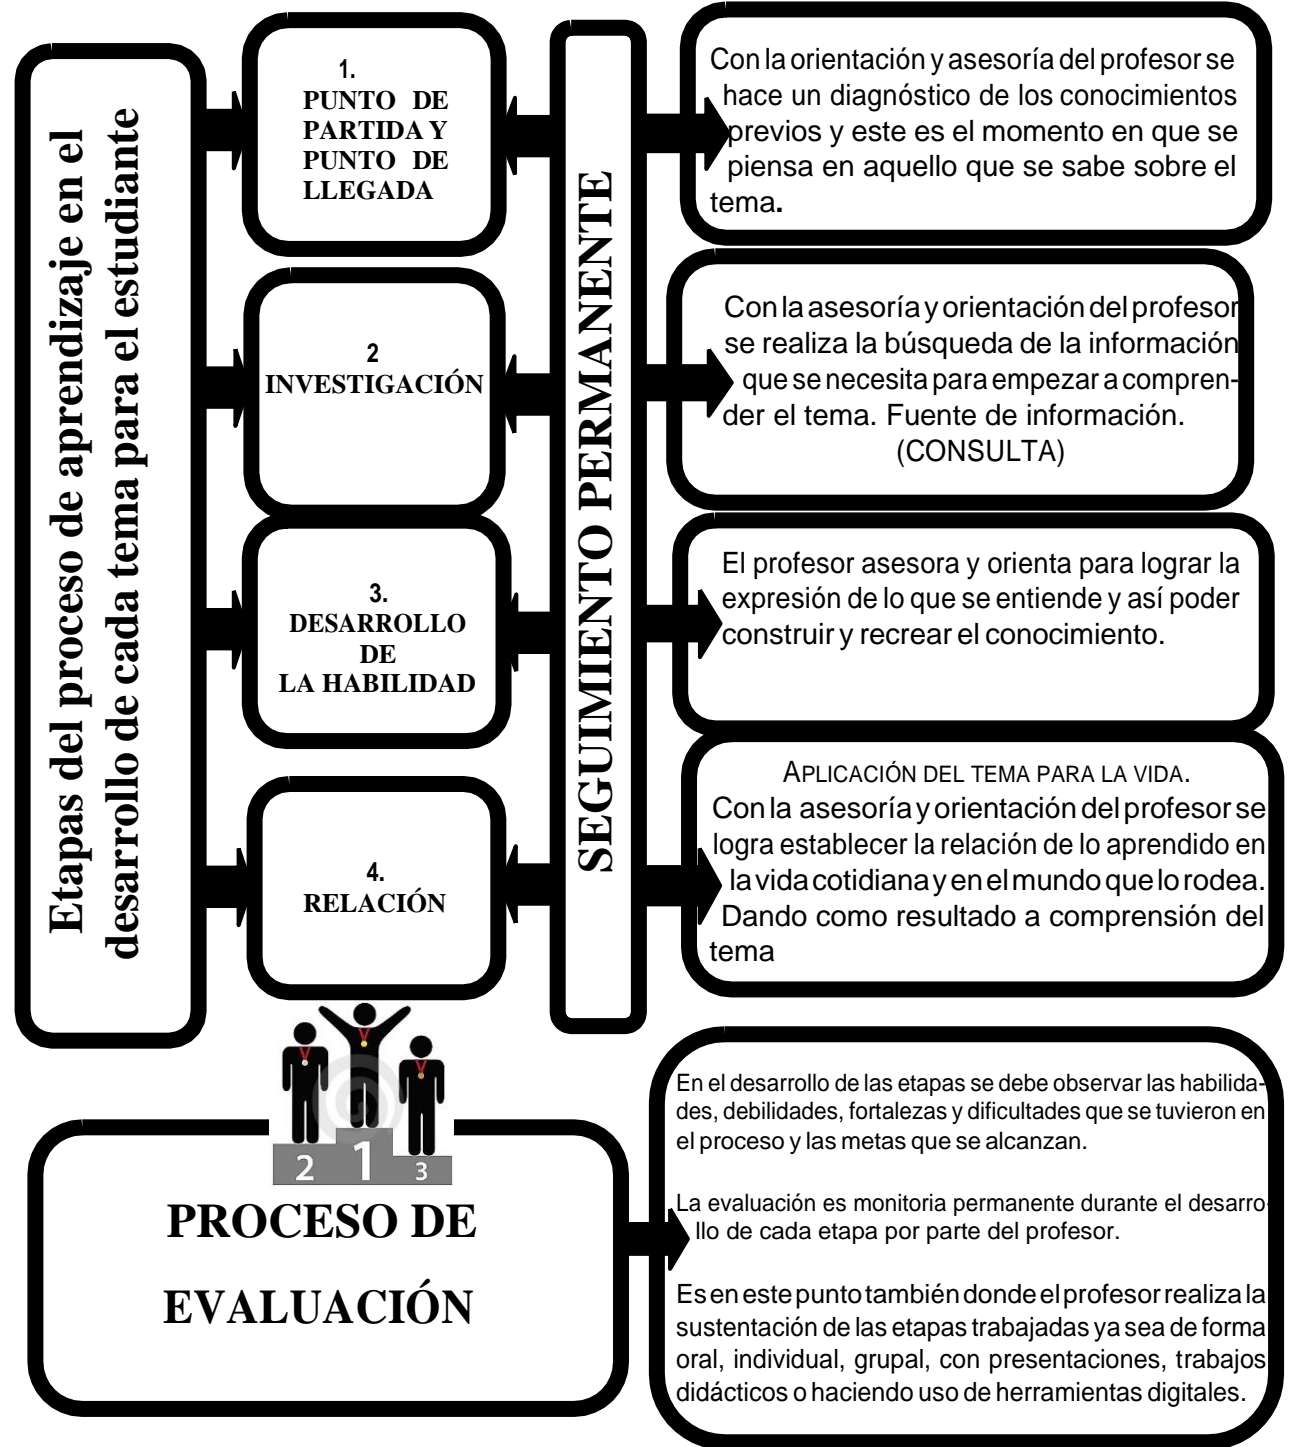 Etapas del proceso de aprendizaje en el
desarrollo de cada tema para el estudiante
1.
PUNTO DE
PARTIDA Y
PUNTO DE
LLEGADA
2
INVESTIGACIÓN
3.
DESARROLLO
DE
LA HABILIDAD
4.
RELACIÓN
SEGUIMIENTO PERMANENTE
Con la orientación y asesoría del profesor se
hace un diagnóstico de los conocimientos
previos y este es el momento en que se
piensa en aquello que se sabe sobre el
tema.
Con la asesoría y orientación del profesor
se realiza la búsqueda de la información
que se necesita para empezar a compren-
der el tema. Fuente de información.
(CONSULTA)
El profesor asesora y orienta para lograr la
expresión de lo que se entiende y así poder
construir y recrear el conocimiento.
APLICACIÓN DEL TEMA PARA LA VIDA.
Con la asesoría y orientación del profesor se
logra establecer la relación de lo aprendido en
la vida cotidiana y en el mundo que lo rodea.
Dando como resultado a comprensión del
tema
2 1 3
PROCESO DE
EVALUACIÓN
En el desarrollo de las etapas se debe observar las habilida-
des, debilidades, fortalezas y dificultades que se tuvieron en
el proceso y las metas que se alcanzan.
La evaluación es monitoria permanente durante el desarro-
llo de cada etapa por parte del profesor.
Es en este punto también donde el profesor realiza la
sustentación de las etapas trabajadas ya sea de forma
oral, individual, grupal, con presentaciones, trabajos
didácticos o haciendo uso de herramientas digitales.